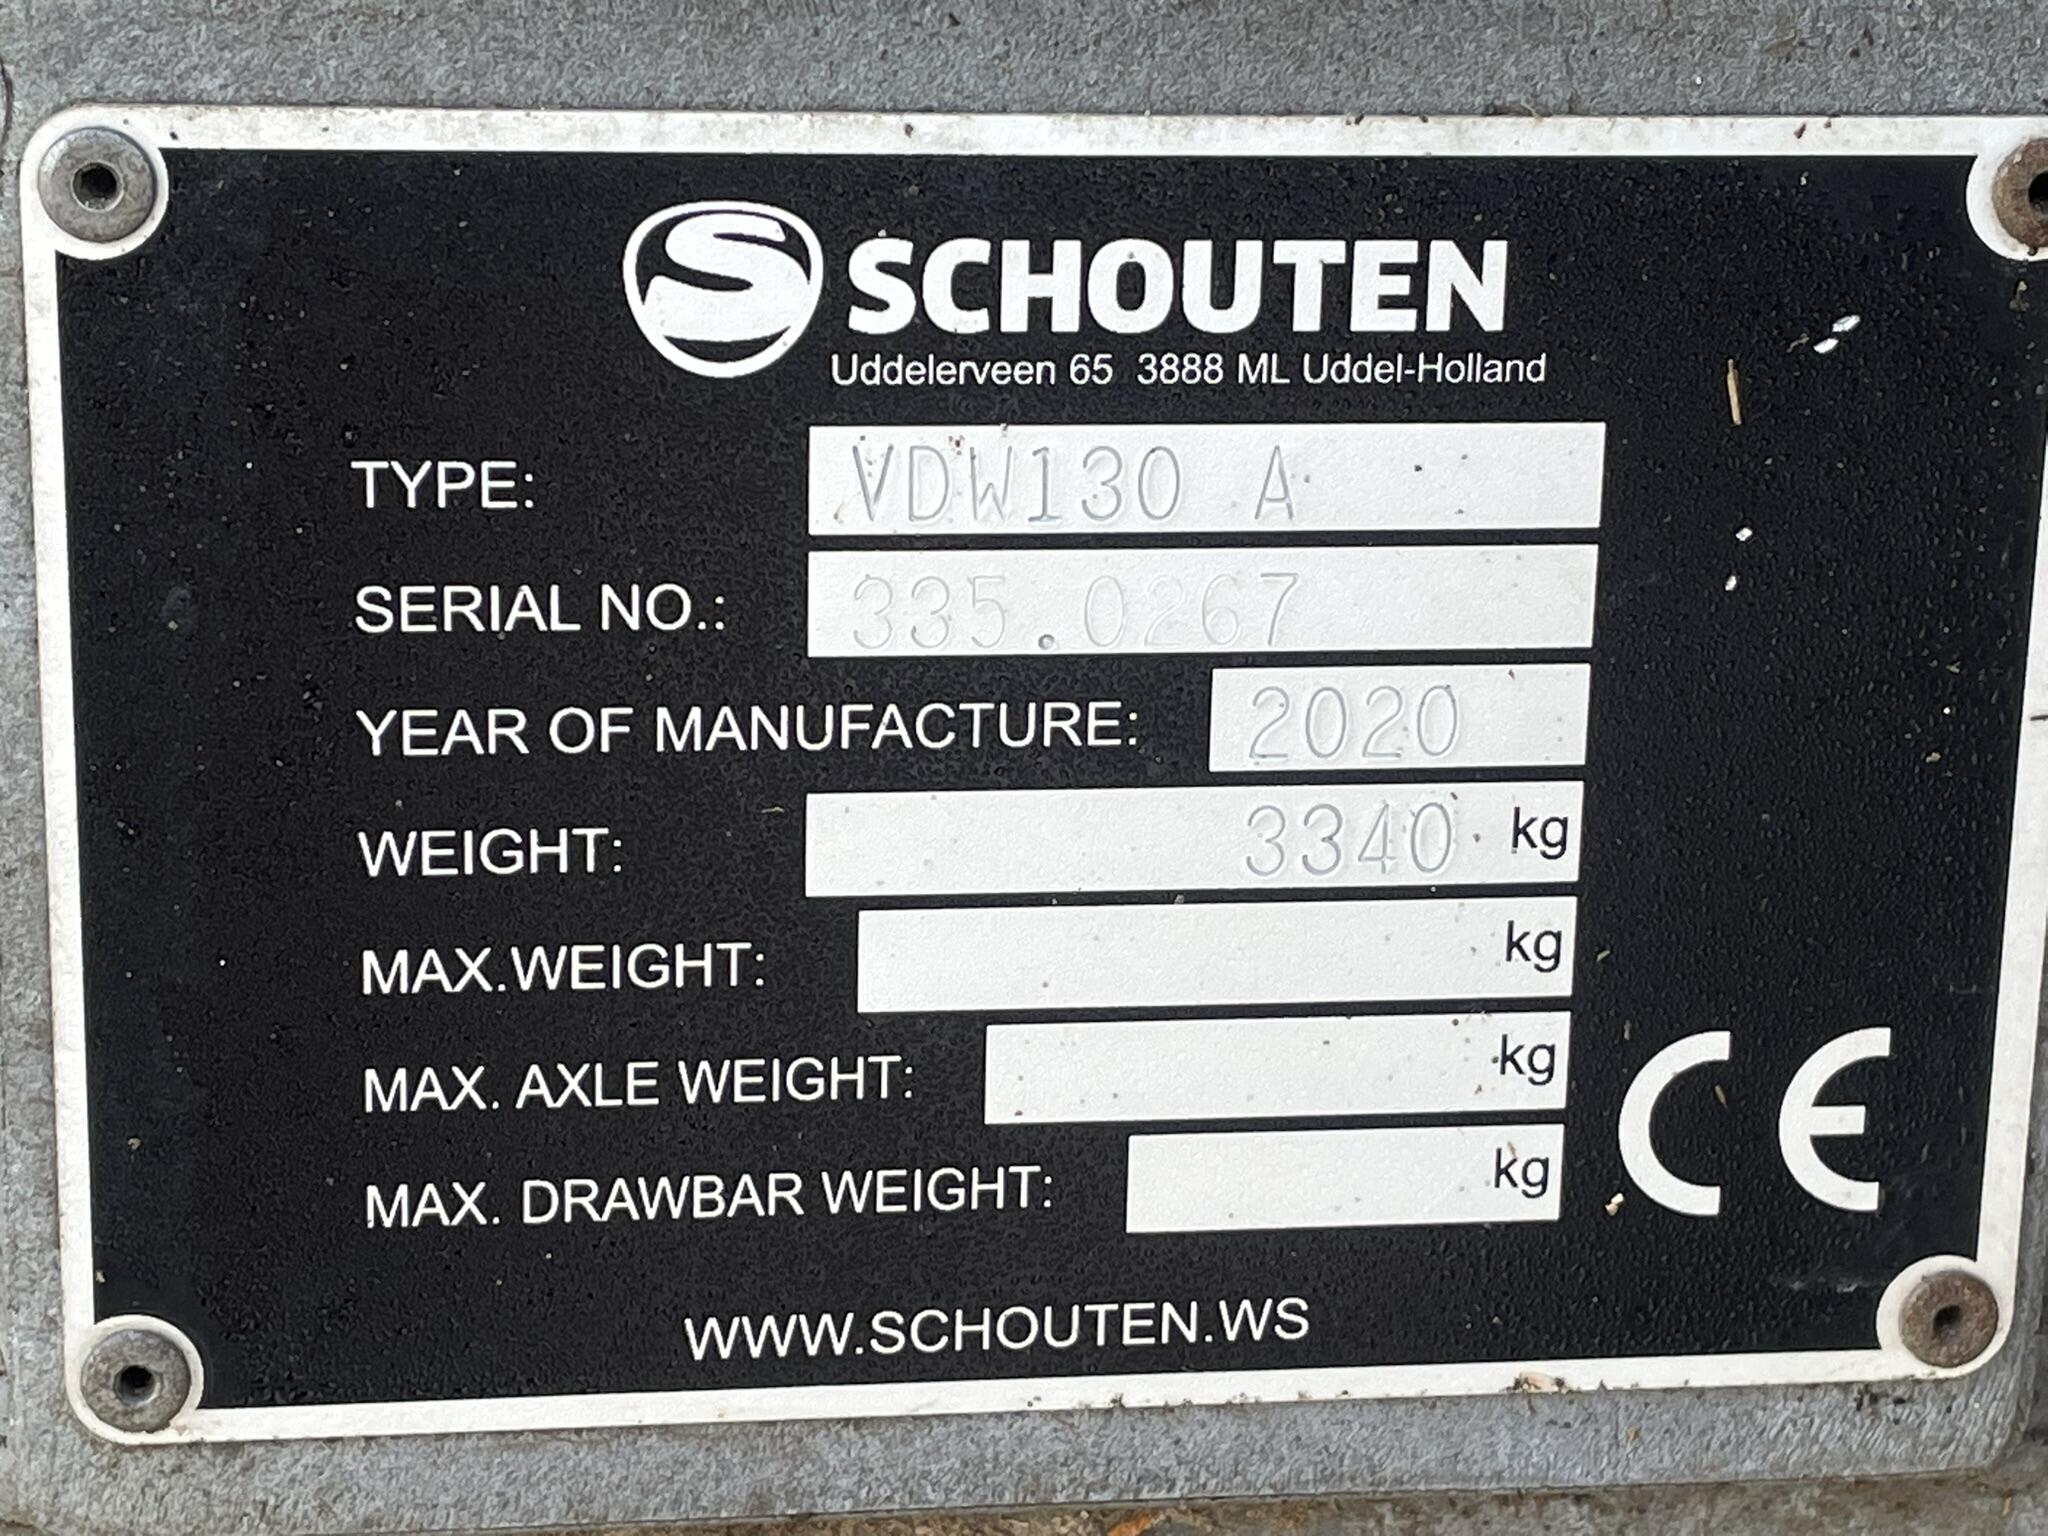 SCHOUTEN
Uddelerveen 65 3888 ML Uddel-Holland
TYPE: VDW130 A
SERIAL NO.: 335.0267
YEAR OF MANUFACTURE: 2020
WEIGHT: 3340 kg
MAX.WEIGHT: kg
MAX. AXLE WEIGHT: kg
MAX. DRAWBAR WEIGHT: kg
CE
WWW.SCHOUTEN.WS